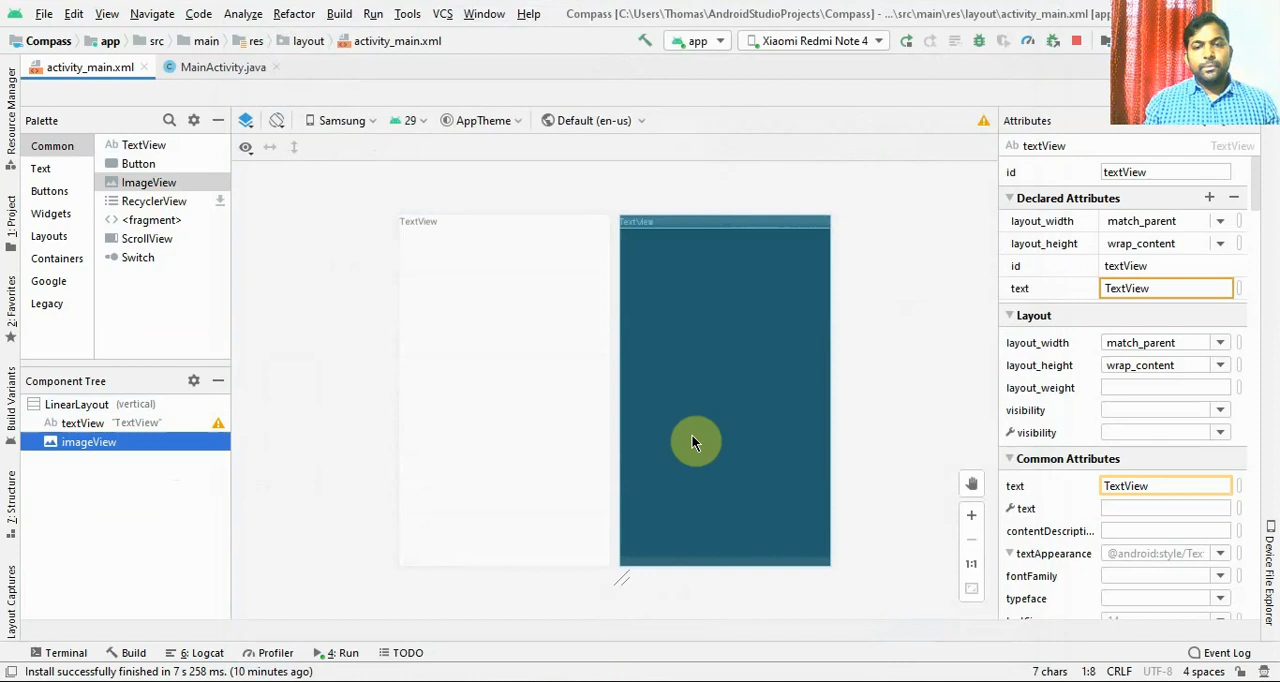 File Edit View Navigate Code Analyze Refactor Build Run Tools VCS Window Help Compass [C:\Users\Thomas\AndroidStudioProjects\Compass] - ...\src\main\res\layout\activity_main.xml [app
Compass app src main res layout activity_main.xml app Xiaomi Redmi Note 4
activity_main.xml MainActivity.java
Palette Samsung 29 AppTheme Default (en-us) Attributes
Common TextView Ab textView TextView
Text Button id textView
Buttons ImageView Declared Attributes
Widgets RecyclerView layout_width match_parent
Layouts <fragment> layout_height wrap_content
Containers ScrollView id textView
Google Switch text TextView
Legacy
TextView TextView
Layout
layout_width match_parent
layout_height wrap_content
layout_weight
visibility
visibility
Component Tree
LinearLayout (vertical)
Ab textView "TextView"
imageView
Common Attributes
text TextView
text
contentDescripti...
textAppearance @android:style/Tex
fontFamily
typeface
1:1
Resource Manager
1: Project
2: Favorites
Build Variants
7: Structure
Layout Captures
Device File Explorer
Terminal Build 6: Logcat Profiler 4: Run TODO Event Log
Install successfully finished in 7 s 258 ms. (10 minutes ago) 7 chars 1:8 CRLF UTF-8 4 spaces